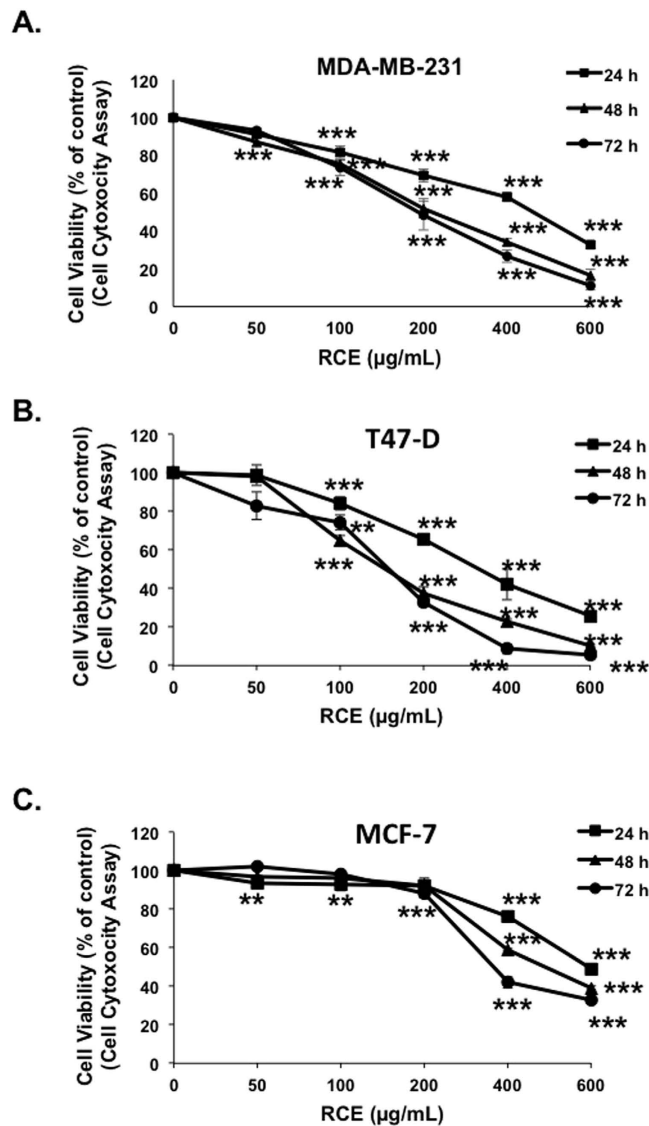 A.
MDA-MB-231
24 h
48 h
72 h
Cell Viability (% of control)
(Cell Cytoxocity Assay)
120
100
80
60
40
20
0
*** *** *** *** ***
*** *** *** *** ***
*** *** *** ***
0 50 100 200 400 600
RCE (µg/mL)
B.
T47-D
24 h
48 h
72 h
Cell Viability (% of control)
(Cell Cytoxocity Assay)
120
100
80
60
40
20
0
*** *** *** ***
** *** *** ***
*** *** *** ***
0 50 100 200 400 600
RCE (µg/mL)
C.
MCF-7
24 h
48 h
72 h
Cell Viability (% of control)
(Cell Cytoxocity Assay)
120
100
80
60
40
20
0
** ** *** *** ***
*** ***
*** ***
0 50 100 200 400 600
RCE (µg/mL)